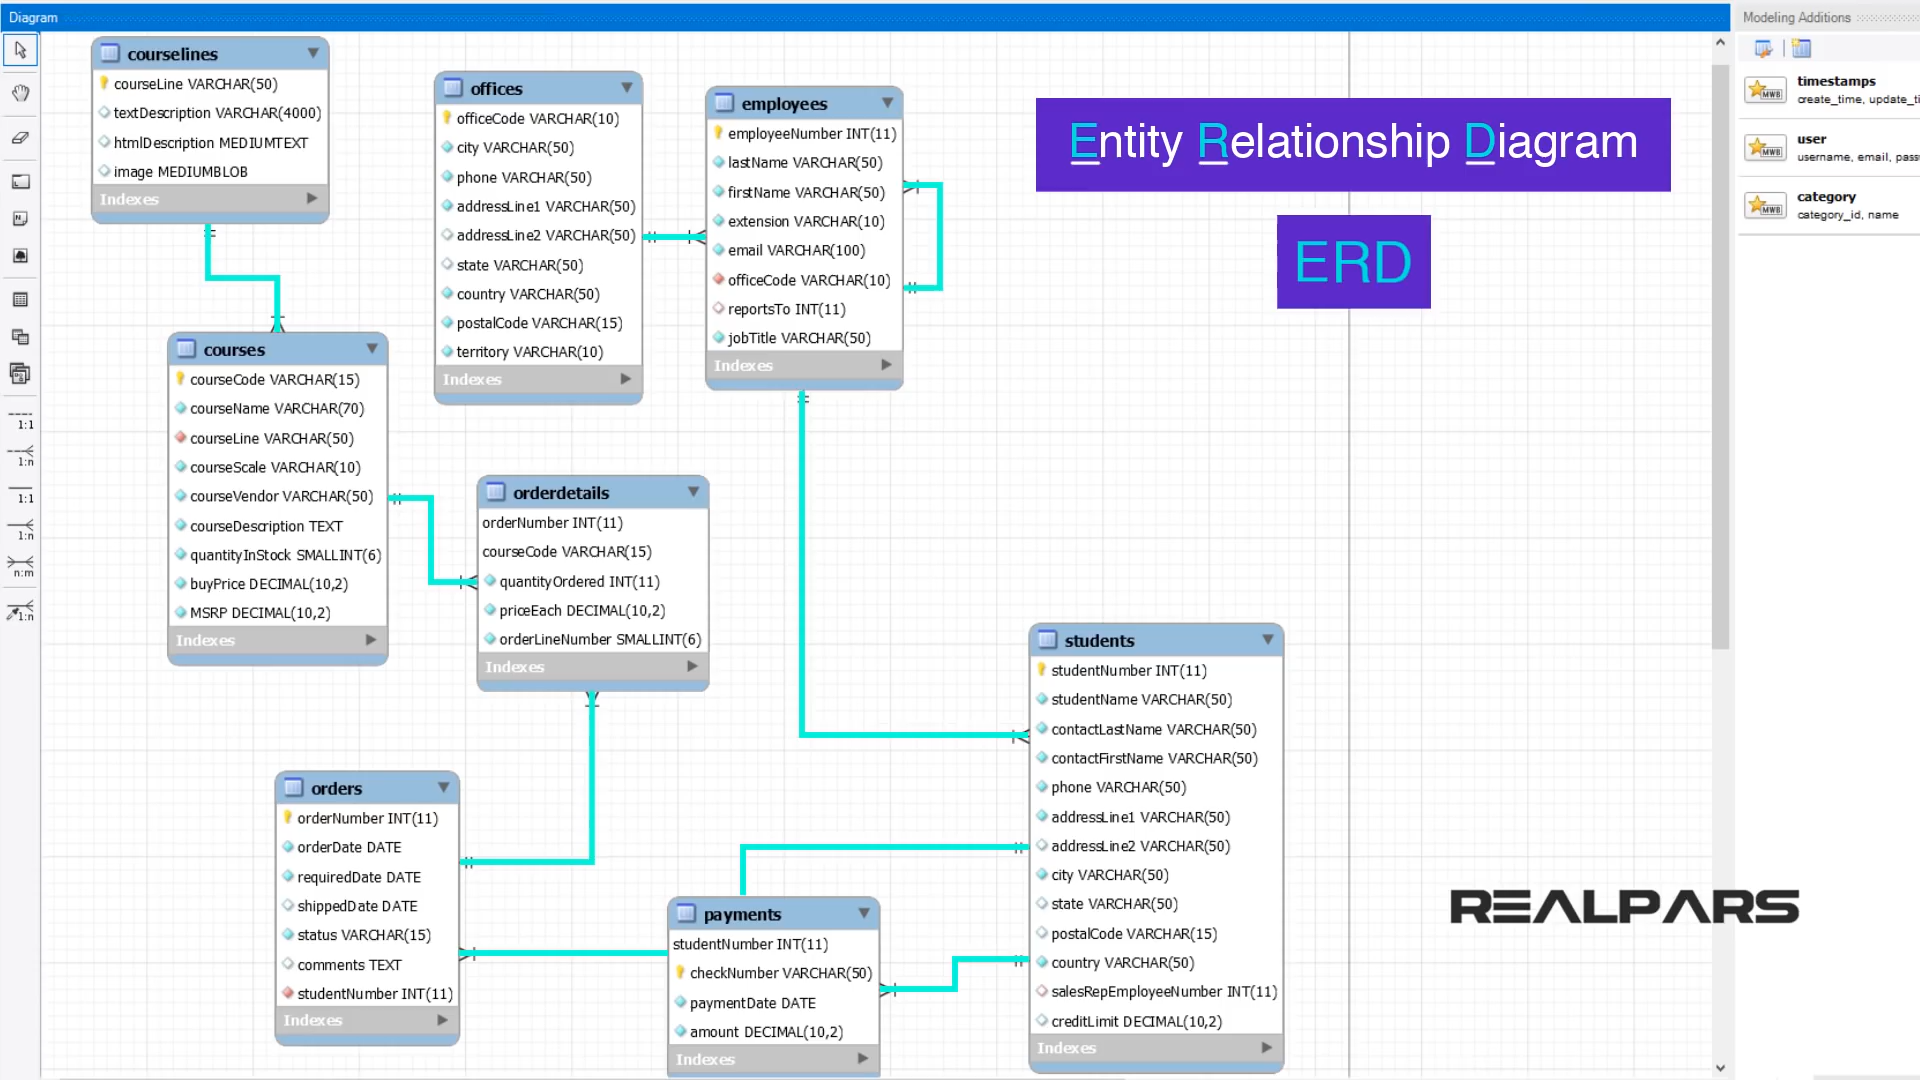 Diagram
Modeling Additions
timestamps
create_time, update_ti
user
username, email, pass
category
category_id, name
Entity Relationship Diagram
ERD
courselines
courseLine VARCHAR(50)
textDescription VARCHAR(4000)
htmlDescription MEDIUMTEXT
image MEDIUMBLOB
Indexes
offices
officeCode VARCHAR(10)
city VARCHAR(50)
phone VARCHAR(50)
addressLine1 VARCHAR(50)
addressLine2 VARCHAR(50)
state VARCHAR(50)
country VARCHAR(50)
postalCode VARCHAR(15)
territory VARCHAR(10)
Indexes
employees
employeeNumber INT(11)
lastName VARCHAR(50)
firstName VARCHAR(50)
extension VARCHAR(10)
email VARCHAR(100)
officeCode VARCHAR(10)
reportsTo INT(11)
jobTitle VARCHAR(50)
Indexes
courses
courseCode VARCHAR(15)
courseName VARCHAR(70)
courseLine VARCHAR(50)
courseScale VARCHAR(10)
courseVendor VARCHAR(50)
courseDescription TEXT
quantityInStock SMALLINT(6)
buyPrice DECIMAL(10,2)
MSRP DECIMAL(10,2)
Indexes
orderdetails
orderNumber INT(11)
courseCode VARCHAR(15)
quantityOrdered INT(11)
priceEach DECIMAL(10,2)
orderLineNumber SMALLINT(6)
Indexes
students
studentNumber INT(11)
studentName VARCHAR(50)
contactLastName VARCHAR(50)
contactFirstName VARCHAR(50)
phone VARCHAR(50)
addressLine1 VARCHAR(50)
addressLine2 VARCHAR(50)
city VARCHAR(50)
state VARCHAR(50)
postalCode VARCHAR(15)
country VARCHAR(50)
salesRepEmployeeNumber INT(11)
creditLimit DECIMAL(10,2)
Indexes
orders
orderNumber INT(11)
orderDate DATE
requiredDate DATE
shippedDate DATE
status VARCHAR(15)
comments TEXT
studentNumber INT(11)
Indexes
payments
studentNumber INT(11)
checkNumber VARCHAR(50)
paymentDate DATE
amount DECIMAL(10,2)
Indexes
1:1
1:n
1:1
1:n
n:m
1:n
MWB
MWB
MWB
REALPARS